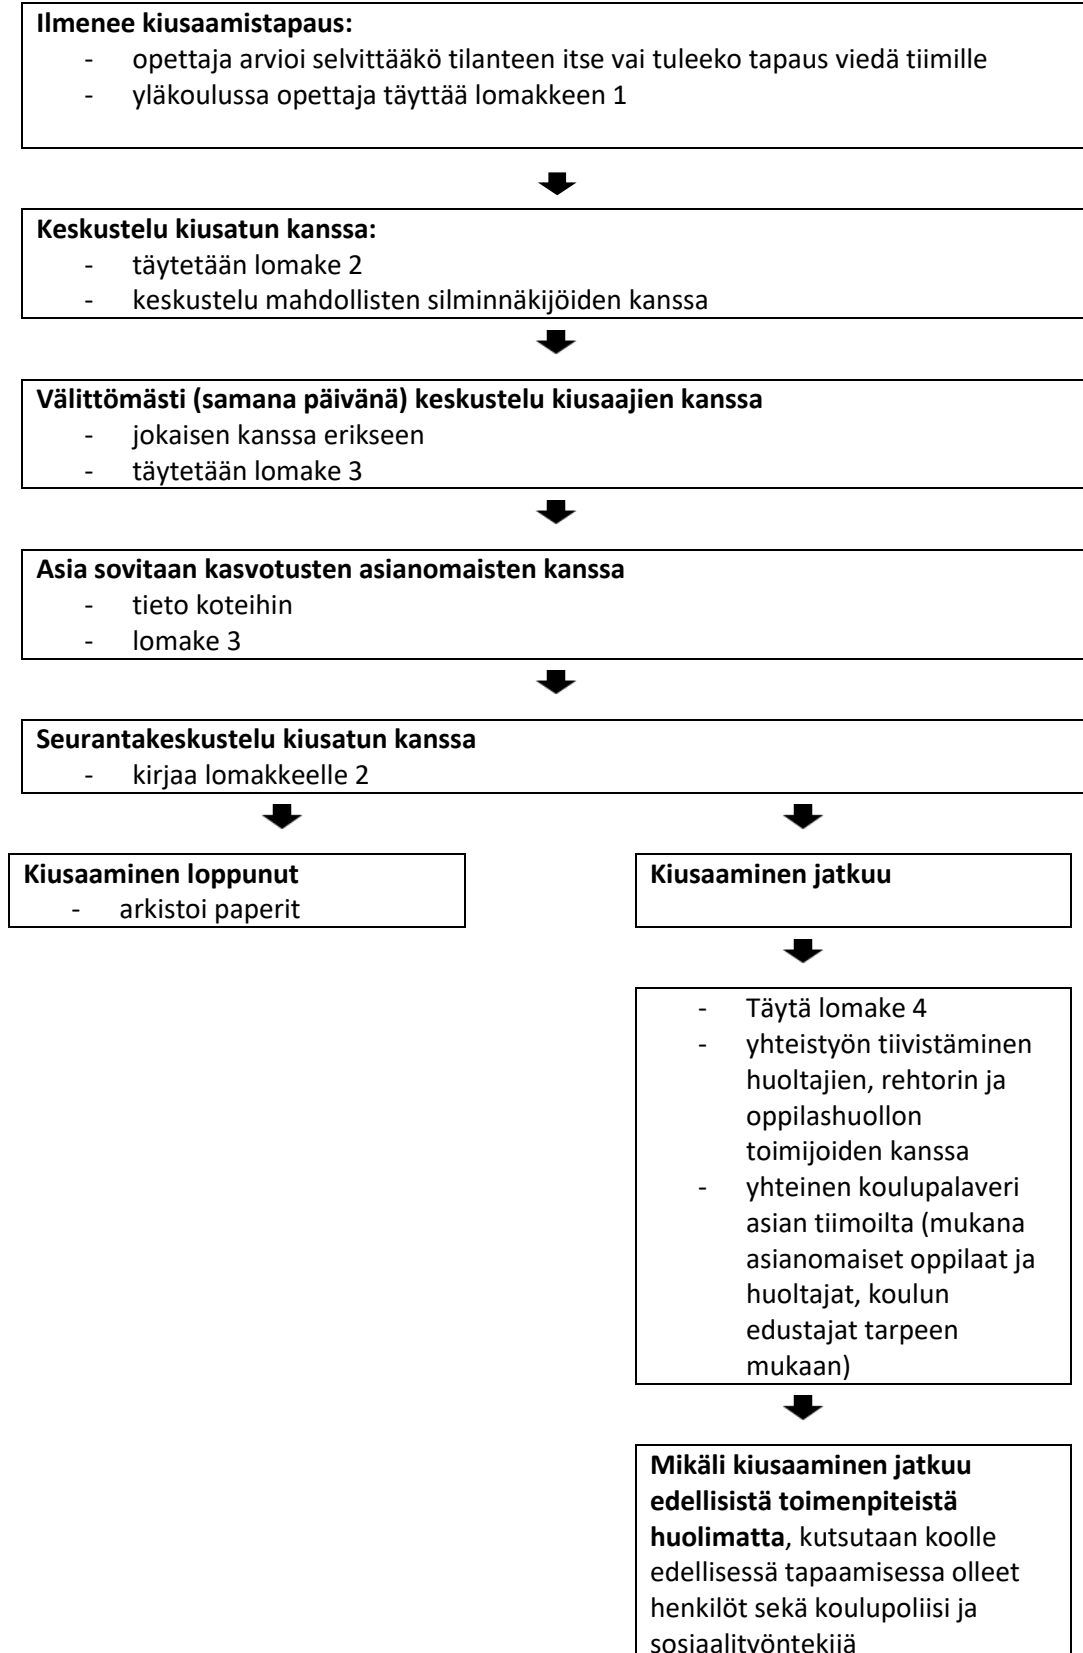 Ilmenee kiusaamistapaus:
- opettaja arvioi selvittääkö tilanteen itse vai tuleeko tapaus viedä tiimille
- yläkoulussa opettaja täyttää lomakkeen 1
Keskustelu kiusatun kanssa:
- täytetään lomake 2
- keskustelu mahdollisten silminnäkijöiden kanssa
Välittömästi (samana päivänä) keskustelu kiusaajien kanssa
- jokaisen kanssa erikseen
- täytetään lomake 3
Asia sovitaan kasvotusten asianomaisten kanssa
- tieto koteihin
- lomake 3
Seurantakeskustelu kiusatun kanssa
- kirjaa lomakkeelle 2
Kiusaaminen loppunut
- arkistoi paperit
Kiusaaminen jatkuu
- Täytä lomake 4
- yhteistyön tiivistäminen
huoltajien, rehtorin ja
oppilashuollon
toimijoiden kanssa
- yhteinen koulupalaveri
asian tiimoilta (mukana
asianomaiset oppilaat ja
huoltajat, koulun
edustajat tarpeen
mukaan)
Mikäli kiusaaminen jatkuu
edellisistä toimenpiteistä
huolimatta, kutsutaan koolle
edellisessä tapaamisessa olleet
henkilöt sekä koulupoliisi ja
sosiaalityöntekijä